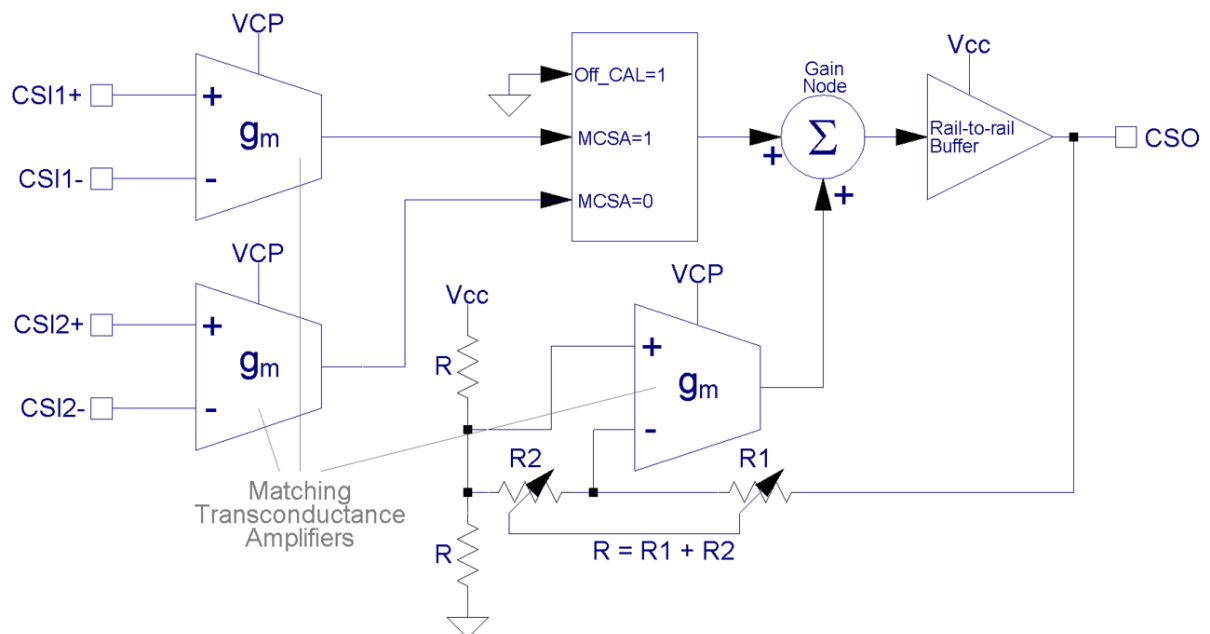 VCP
CSI1+
+
gm
CSI1-
-
VCP
CSI2+
+
gm
CSI2-
-
Matching
Transconductance
Amplifiers
Off_CAL=1
MCSA=1
MCSA=0
Gain
Node
+
Σ
+
Vcc
Rail-to-rail
Buffer
CSO
Vcc
R
VCP
+
gm
-
R2
R1
R
R = R1 + R2